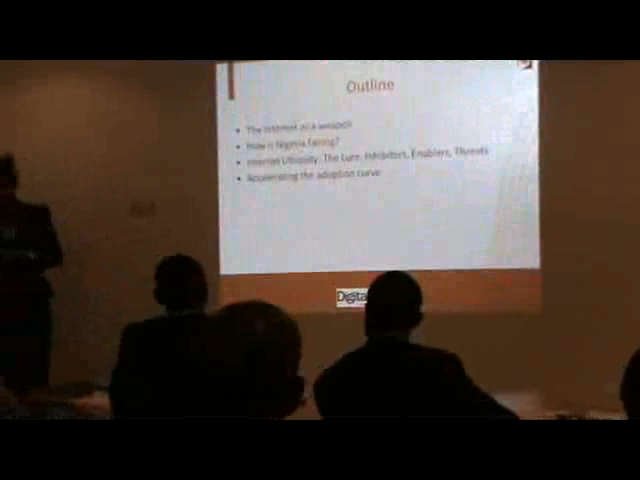 Outline
• The Internet as a weapon
• How is Nigeria faring?
• Internet Ubiquity: The Lure, Inhibitors, Enablers, Threats
• Accelerating the adoption curve
Digita